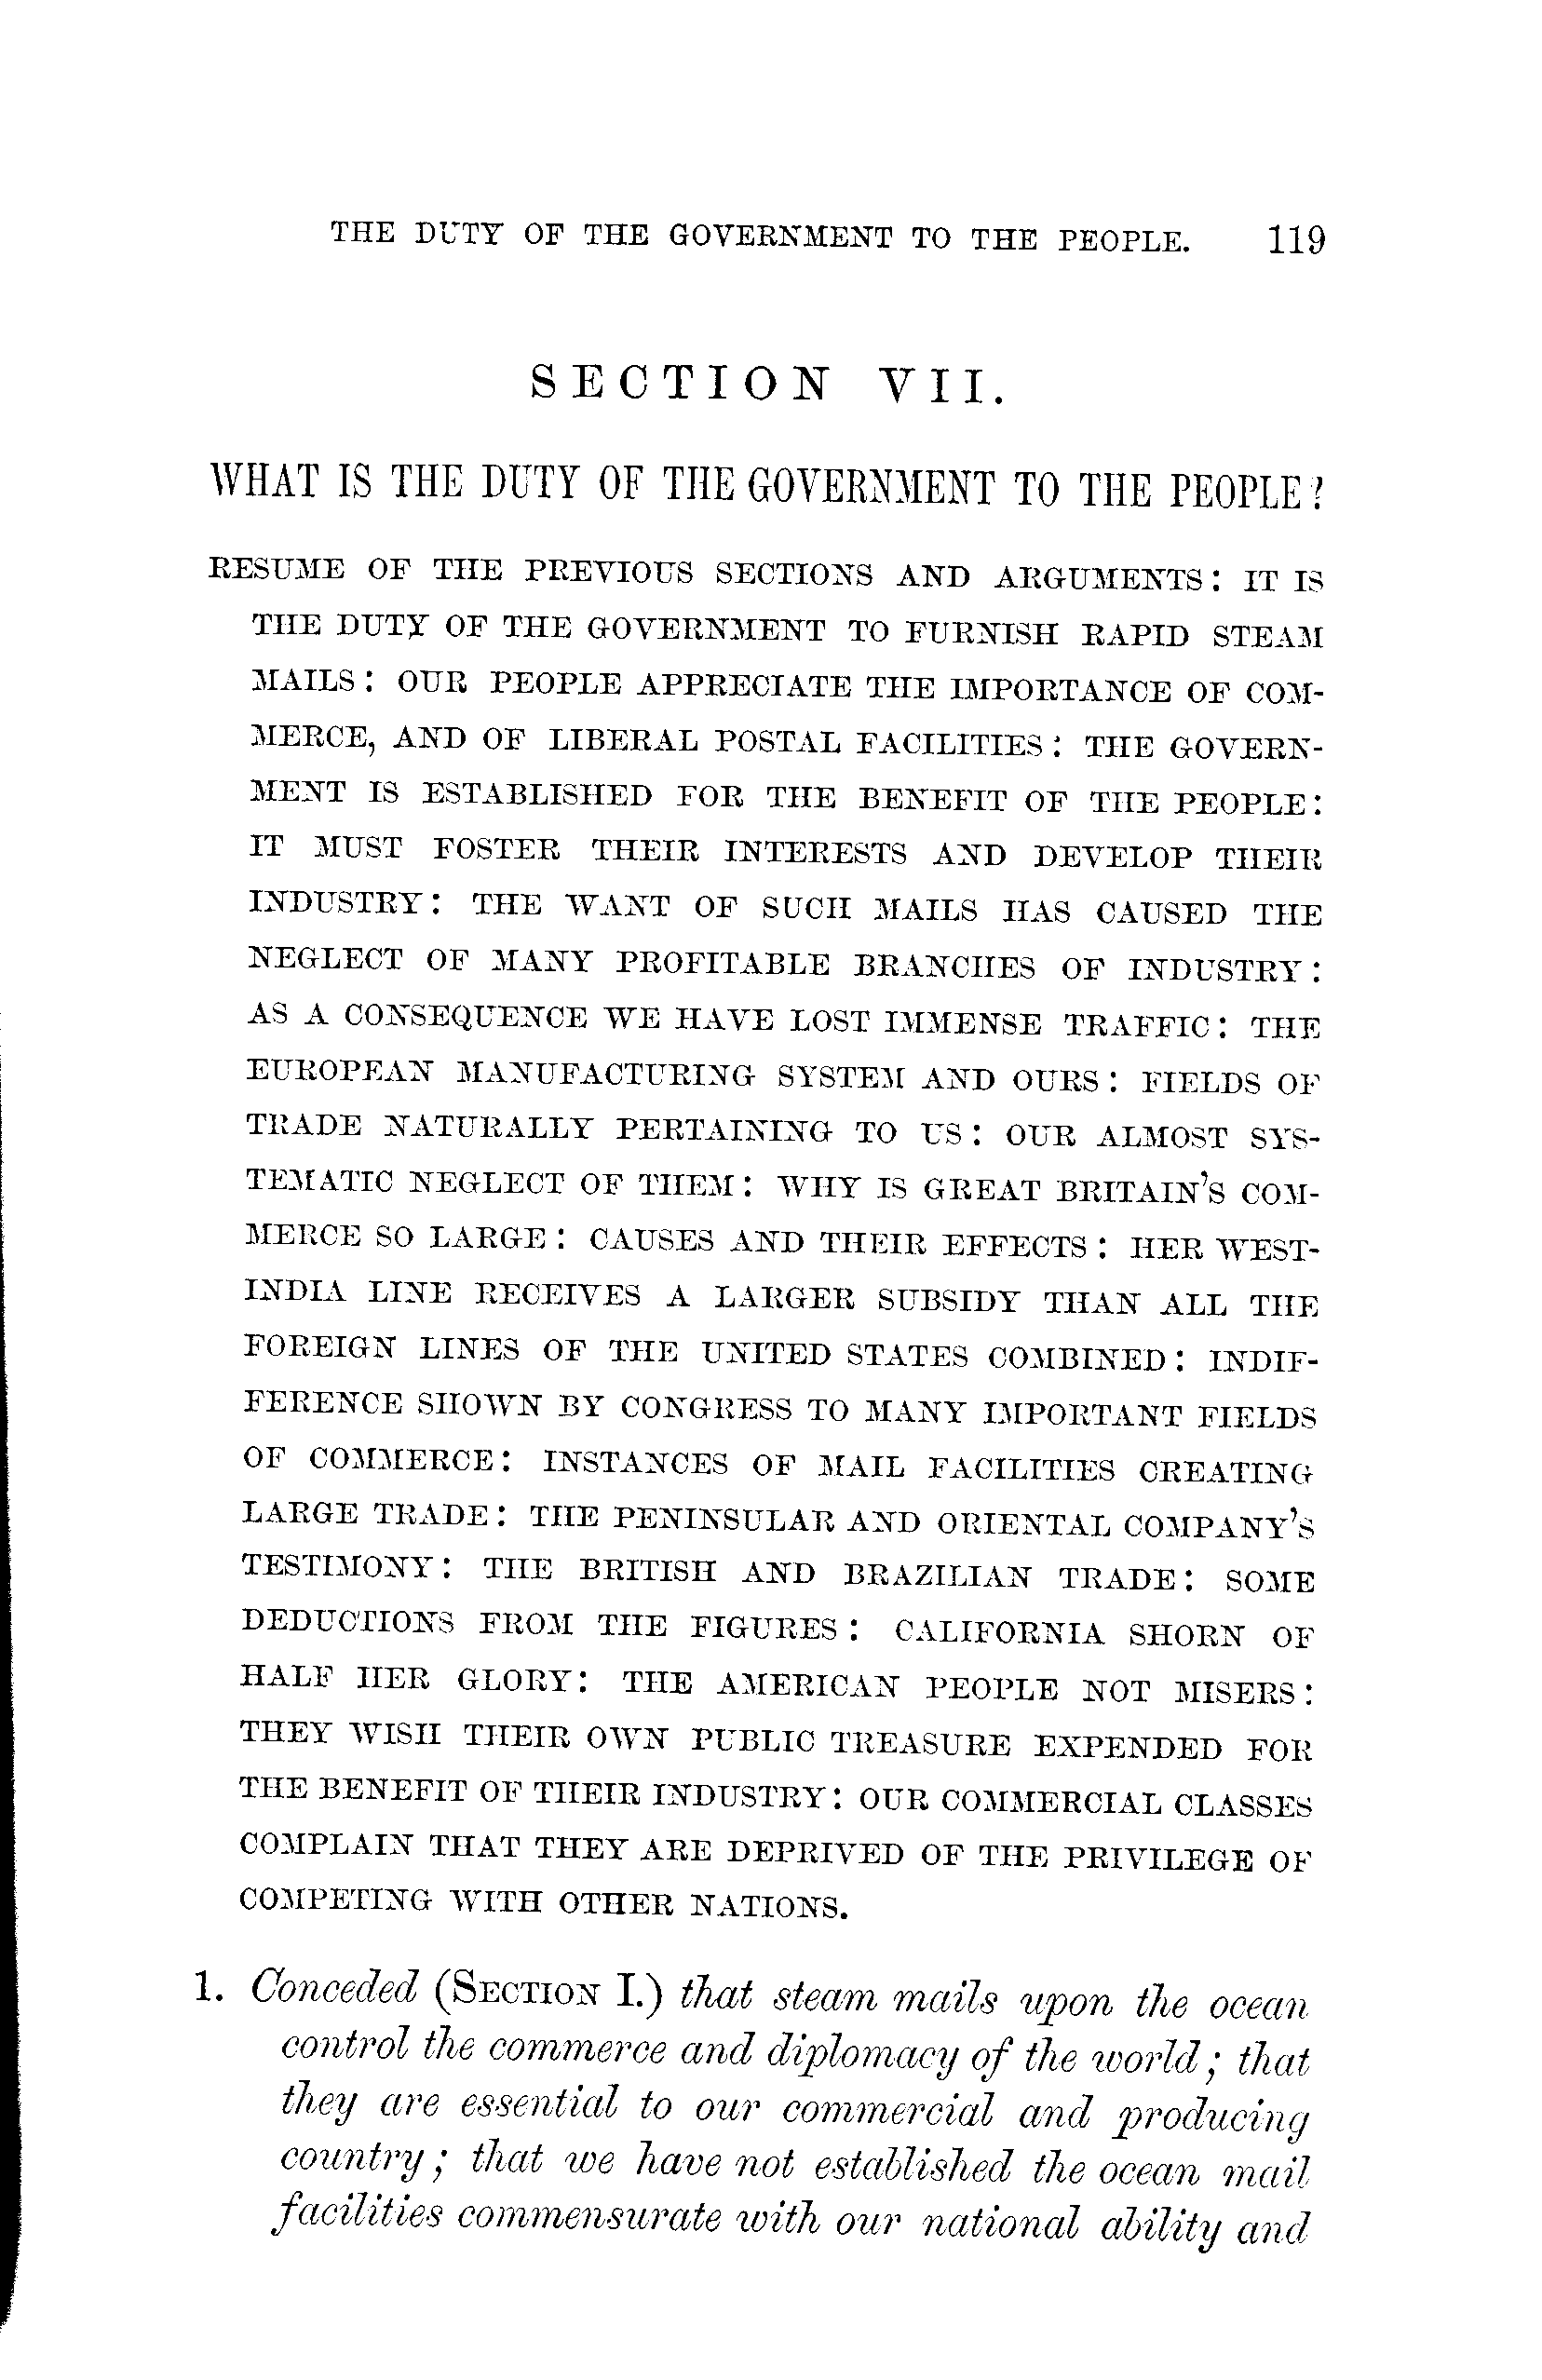 THE DUTY OF THE GOVERNMENT TO THE PEOPLE. 119
SECTION VII.
WHAT IS THE DUTY OF THE GOVERNMENT TO THE PEOPLE?
RESUME OF THE PREVIOUS SECTIONS AND ARGUMENTS: IT IS
THE DUTY OF THE GOVERNMENT TO FURNISH RAPID STEAM
MAILS: OUR PEOPLE APPRECIATE THE IMPORTANCE OF COM-
MERCE, AND OF LIBERAL POSTAL FACILITIES: THE GOVERN-
MENT IS ESTABLISHED FOR THE BENEFIT OF THE PEOPLE:
IT MUST FOSTER THEIR INTERESTS AND DEVELOP THEIR
INDUSTRY: THE WANT OF SUCH MAILS HAS CAUSED THE
NEGLECT OF MANY PROFITABLE BRANCHES OF INDUSTRY:
AS A CONSEQUENCE WE HAVE LOST IMMENSE TRAFFIC: THE
EUROPEAN MANUFACTURING SYSTEM AND OURS: FIELDS OF
TRADE NATURALLY PERTAINING TO US: OUR ALMOST SYS-
TEMATIC NEGLECT OF THEM: WHY IS GREAT BRITAIN'S COM-
MERCE SO LARGE: CAUSES AND THEIR EFFECTS: HER WEST-
INDIA LINE RECEIVES A LARGER SUBSIDY THAN ALL THE
FOREIGN LINES OF THE UNITED STATES COMBINED: INDIF-
FERENCE SHOWN BY CONGRESS TO MANY IMPORTANT FIELDS
OF COMMERCE: INSTANCES OF MAIL FACILITIES CREATING
LARGE TRADE: THE PENINSULAR AND ORIENTAL COMPANY'S
TESTIMONY: THE BRITISH AND BRAZILIAN TRADE: SOME
DEDUCTIONS FROM THE FIGURES: CALIFORNIA SHORN OF
HALF HER GLORY: THE AMERICAN PEOPLE NOT MISERS:
THEY WISH THEIR OWN PUBLIC TREASURE EXPENDED FOR
THE BENEFIT OF THEIR INDUSTRY: OUR COMMERCIAL CLASSES
COMPLAIN THAT THEY ARE DEPRIVED OF THE PRIVILEGE OF
COMPETING WITH OTHER NATIONS.
1. Conceded (SECTION I.) that steam mails upon the ocean
control the commerce and diplomacy of the world; that
they are essential to our commercial and producing
country; that we have not established the ocean mail
facilities commensurate with our national ability and